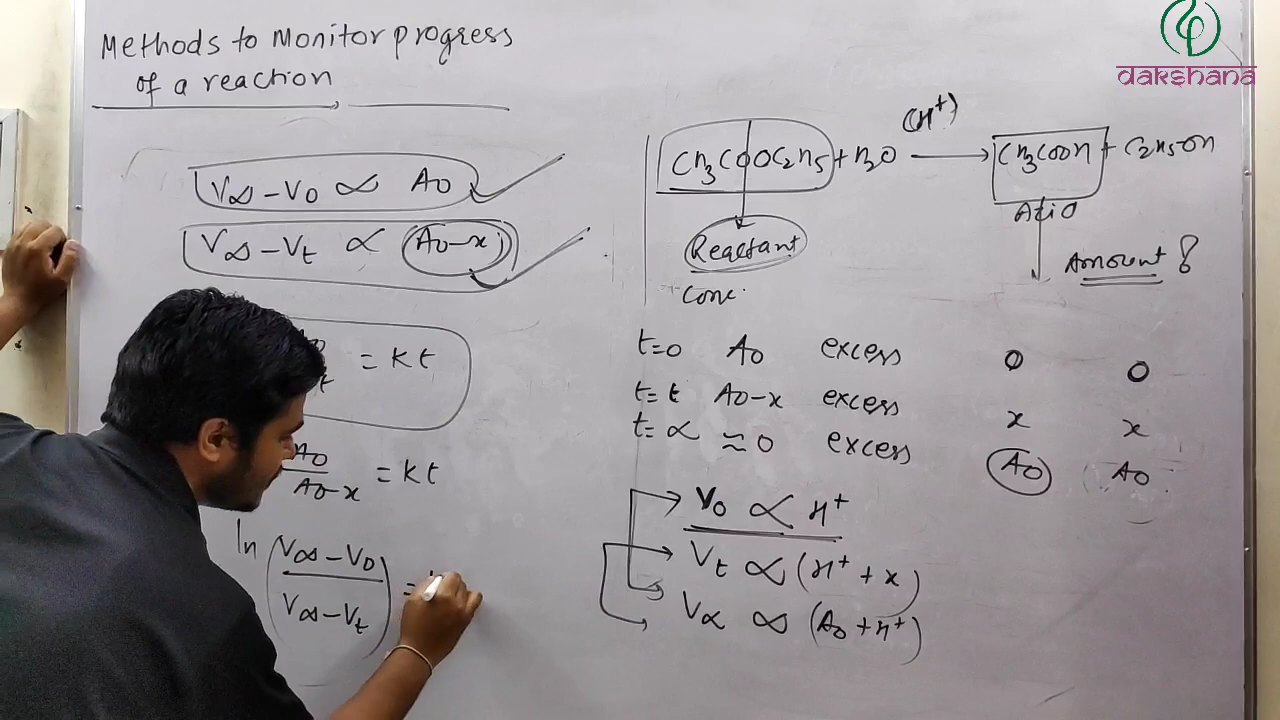 Methods to Monitor progress
of a reaction
V∞ - V0 ∝ A0
V∞ - Vt ∝ (A0-x)
= Kt
A0
A0-x
= Kt
ln (V∞ - V0
V∞ - Vt) =
dakshana
(H+)
CH3COOC2H5 + H2O ⟶ CH3COOH + C2H5OH
Reactant
Conc.
Acid
Amount ?
t=0 A0 excess 0 0
t=t A0-x excess x x
t=∝ ≈0 excess A0 A0
V0 ∝ H+
Vt ∝ (H+ + x)
V∝ ∝ (A0 + H+)